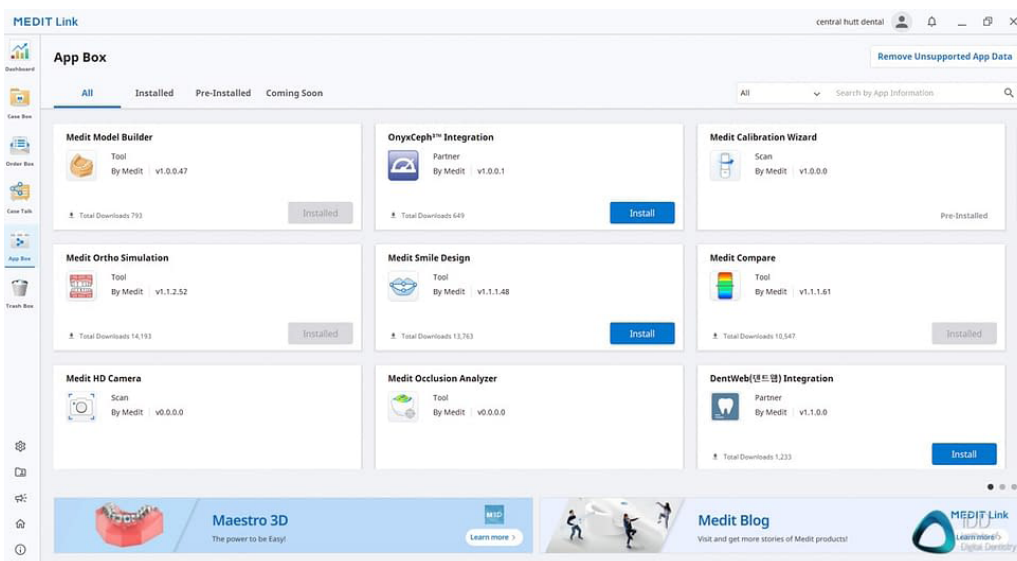 MEDIT Link
central hutt dental
Dashboard
Case Box
Order Box
Case Talk
App Box
Trash Box
App Box
Remove Unsupported App Data
All
Installed
Pre-Installed
Coming Soon
All
Search by App Information
Medit Model Builder
Tool
By Medit v1.0.0.47
Total Downloads 793
Installed
OnyxCeph³™ Integration
Partner
By Medit v1.0.0.1
Total Downloads 649
Install
Medit Calibration Wizard
Scan
By Medit v1.0.0.0
Pre-Installed
Medit Ortho Simulation
Tool
By Medit v1.1.2.52
Total Downloads 14,193
Installed
Medit Smile Design
Tool
By Medit v1.1.1.48
Total Downloads 13,763
Install
Medit Compare
Tool
By Medit v1.1.1.61
Total Downloads 10,547
Installed
Medit HD Camera
Scan
By Medit v0.0.0.0
Medit Occlusion Analyzer
Tool
By Medit v0.0.0.0
DentWeb(덴트웹) Integration
Partner
By Medit v1.1.0.0
Total Downloads 1,233
Install
Maestro 3D
The power to be Easy!
Learn more >
Medit Blog
Visit and get more stories of Medit products!
MEDIT Link
Learn more >
IDD
Digital Dentistry